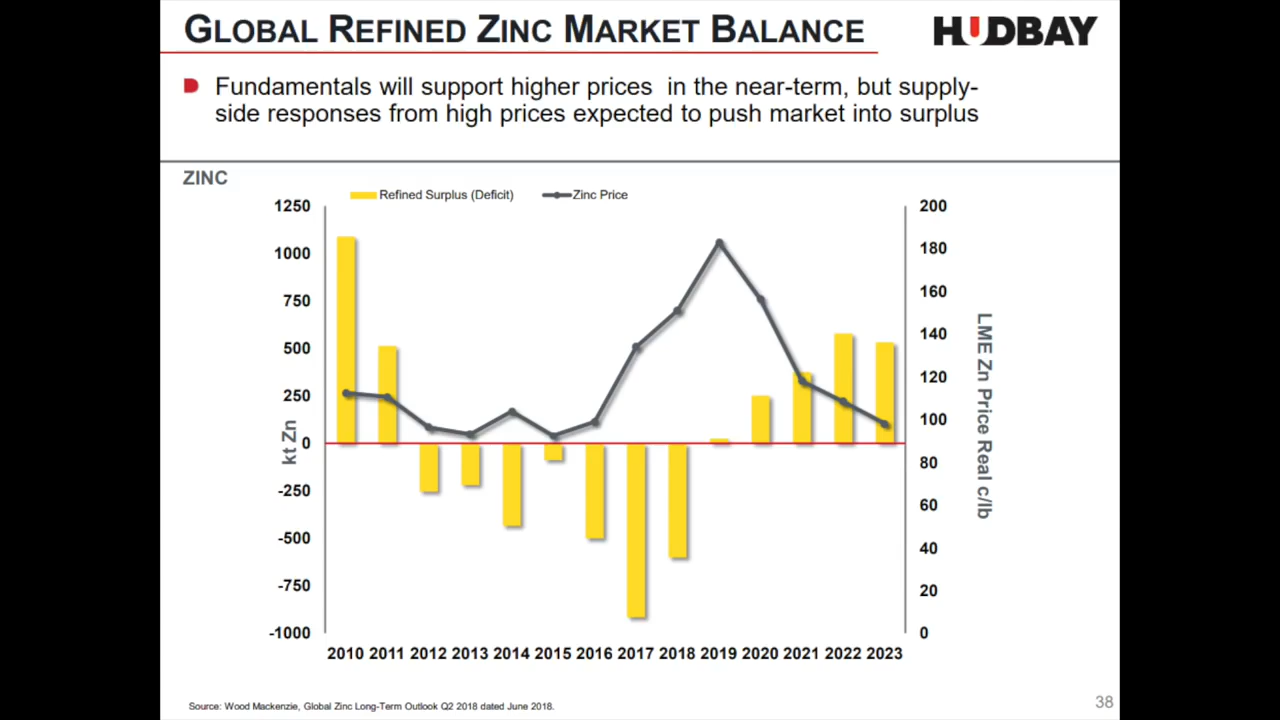 GLOBAL REFINED ZINC MARKET BALANCE
HUDBAY
Fundamentals will support higher prices in the near-term, but supply-
side responses from high prices expected to push market into surplus
ZINC
Refined Surplus (Deficit) Zinc Price
1250
1000
750
500
250
0
-250
-500
-750
-1000
kt Zn
200
180
160
140
120
100
80
60
40
20
0
LME Zn Price Real c/lb
2010 2011 2012 2013 2014 2015 2016 2017 2018 2019 2020 2021 2022 2023
Source: Wood Mackenzie, Global Zinc Long-Term Outlook Q2 2018 dated June 2018.
38